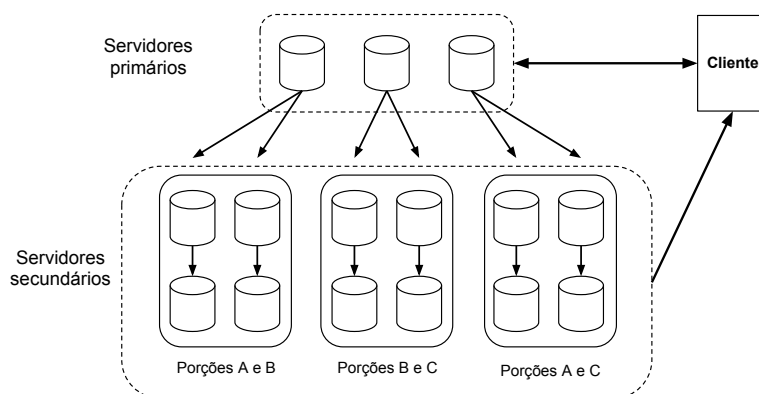 Servidores
primários
Cliente
Servidores
secundários
Porções A e B
Porções B e C
Porções A e C